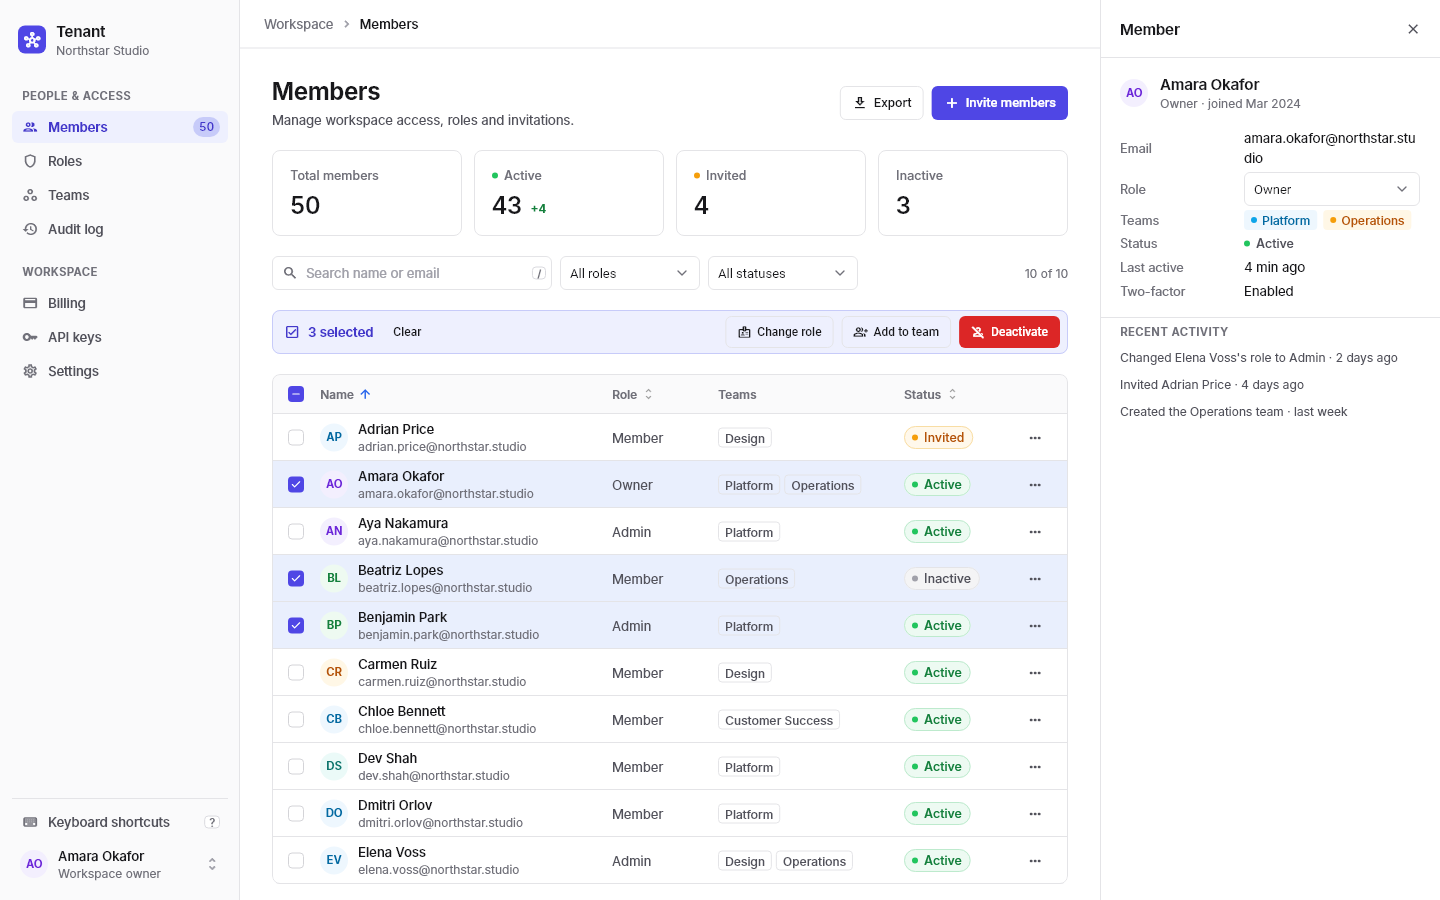 Tenant
Northstar Studio
PEOPLE & ACCESS
Members 50
Roles
Teams
Audit log
WORKSPACE
Billing
API keys
Settings
Keyboard shortcuts ?
AO
Amara Okafor
Workspace owner
Workspace > Members
Members
Manage workspace access, roles and invitations.
Export
Invite members
Total members
50
Active
43 +4
Invited
4
Inactive
3
Search name or email /
All roles
All statuses
10 of 10
3 selected Clear
Change role
Add to team
Deactivate
Name Role Teams Status
AP Adrian Price Member Design Invited
adrian.price@northstar.studio
AO Amara Okafor Owner Platform Operations Active
amara.okafor@northstar.studio
AN Aya Nakamura Admin Platform Active
aya.nakamura@northstar.studio
BL Beatriz Lopes Member Operations Inactive
beatriz.lopes@northstar.studio
BP Benjamin Park Admin Platform Active
benjamin.park@northstar.studio
CR Carmen Ruiz Member Design Active
carmen.ruiz@northstar.studio
CB Chloe Bennett Member Customer Success Active
chloe.bennett@northstar.studio
DS Dev Shah Member Platform Active
dev.shah@northstar.studio
DO Dmitri Orlov Member Platform Active
dmitri.orlov@northstar.studio
EV Elena Voss Admin Design Operations Active
elena.voss@northstar.studio
Member
AO
Amara Okafor
Owner · joined Mar 2024
Email amara.okafor@northstar.stu
dio
Role Owner
Teams Platform Operations
Status Active
Last active 4 min ago
Two-factor Enabled
RECENT ACTIVITY
Changed Elena Voss's role to Admin · 2 days ago
Invited Adrian Price · 4 days ago
Created the Operations team · last week